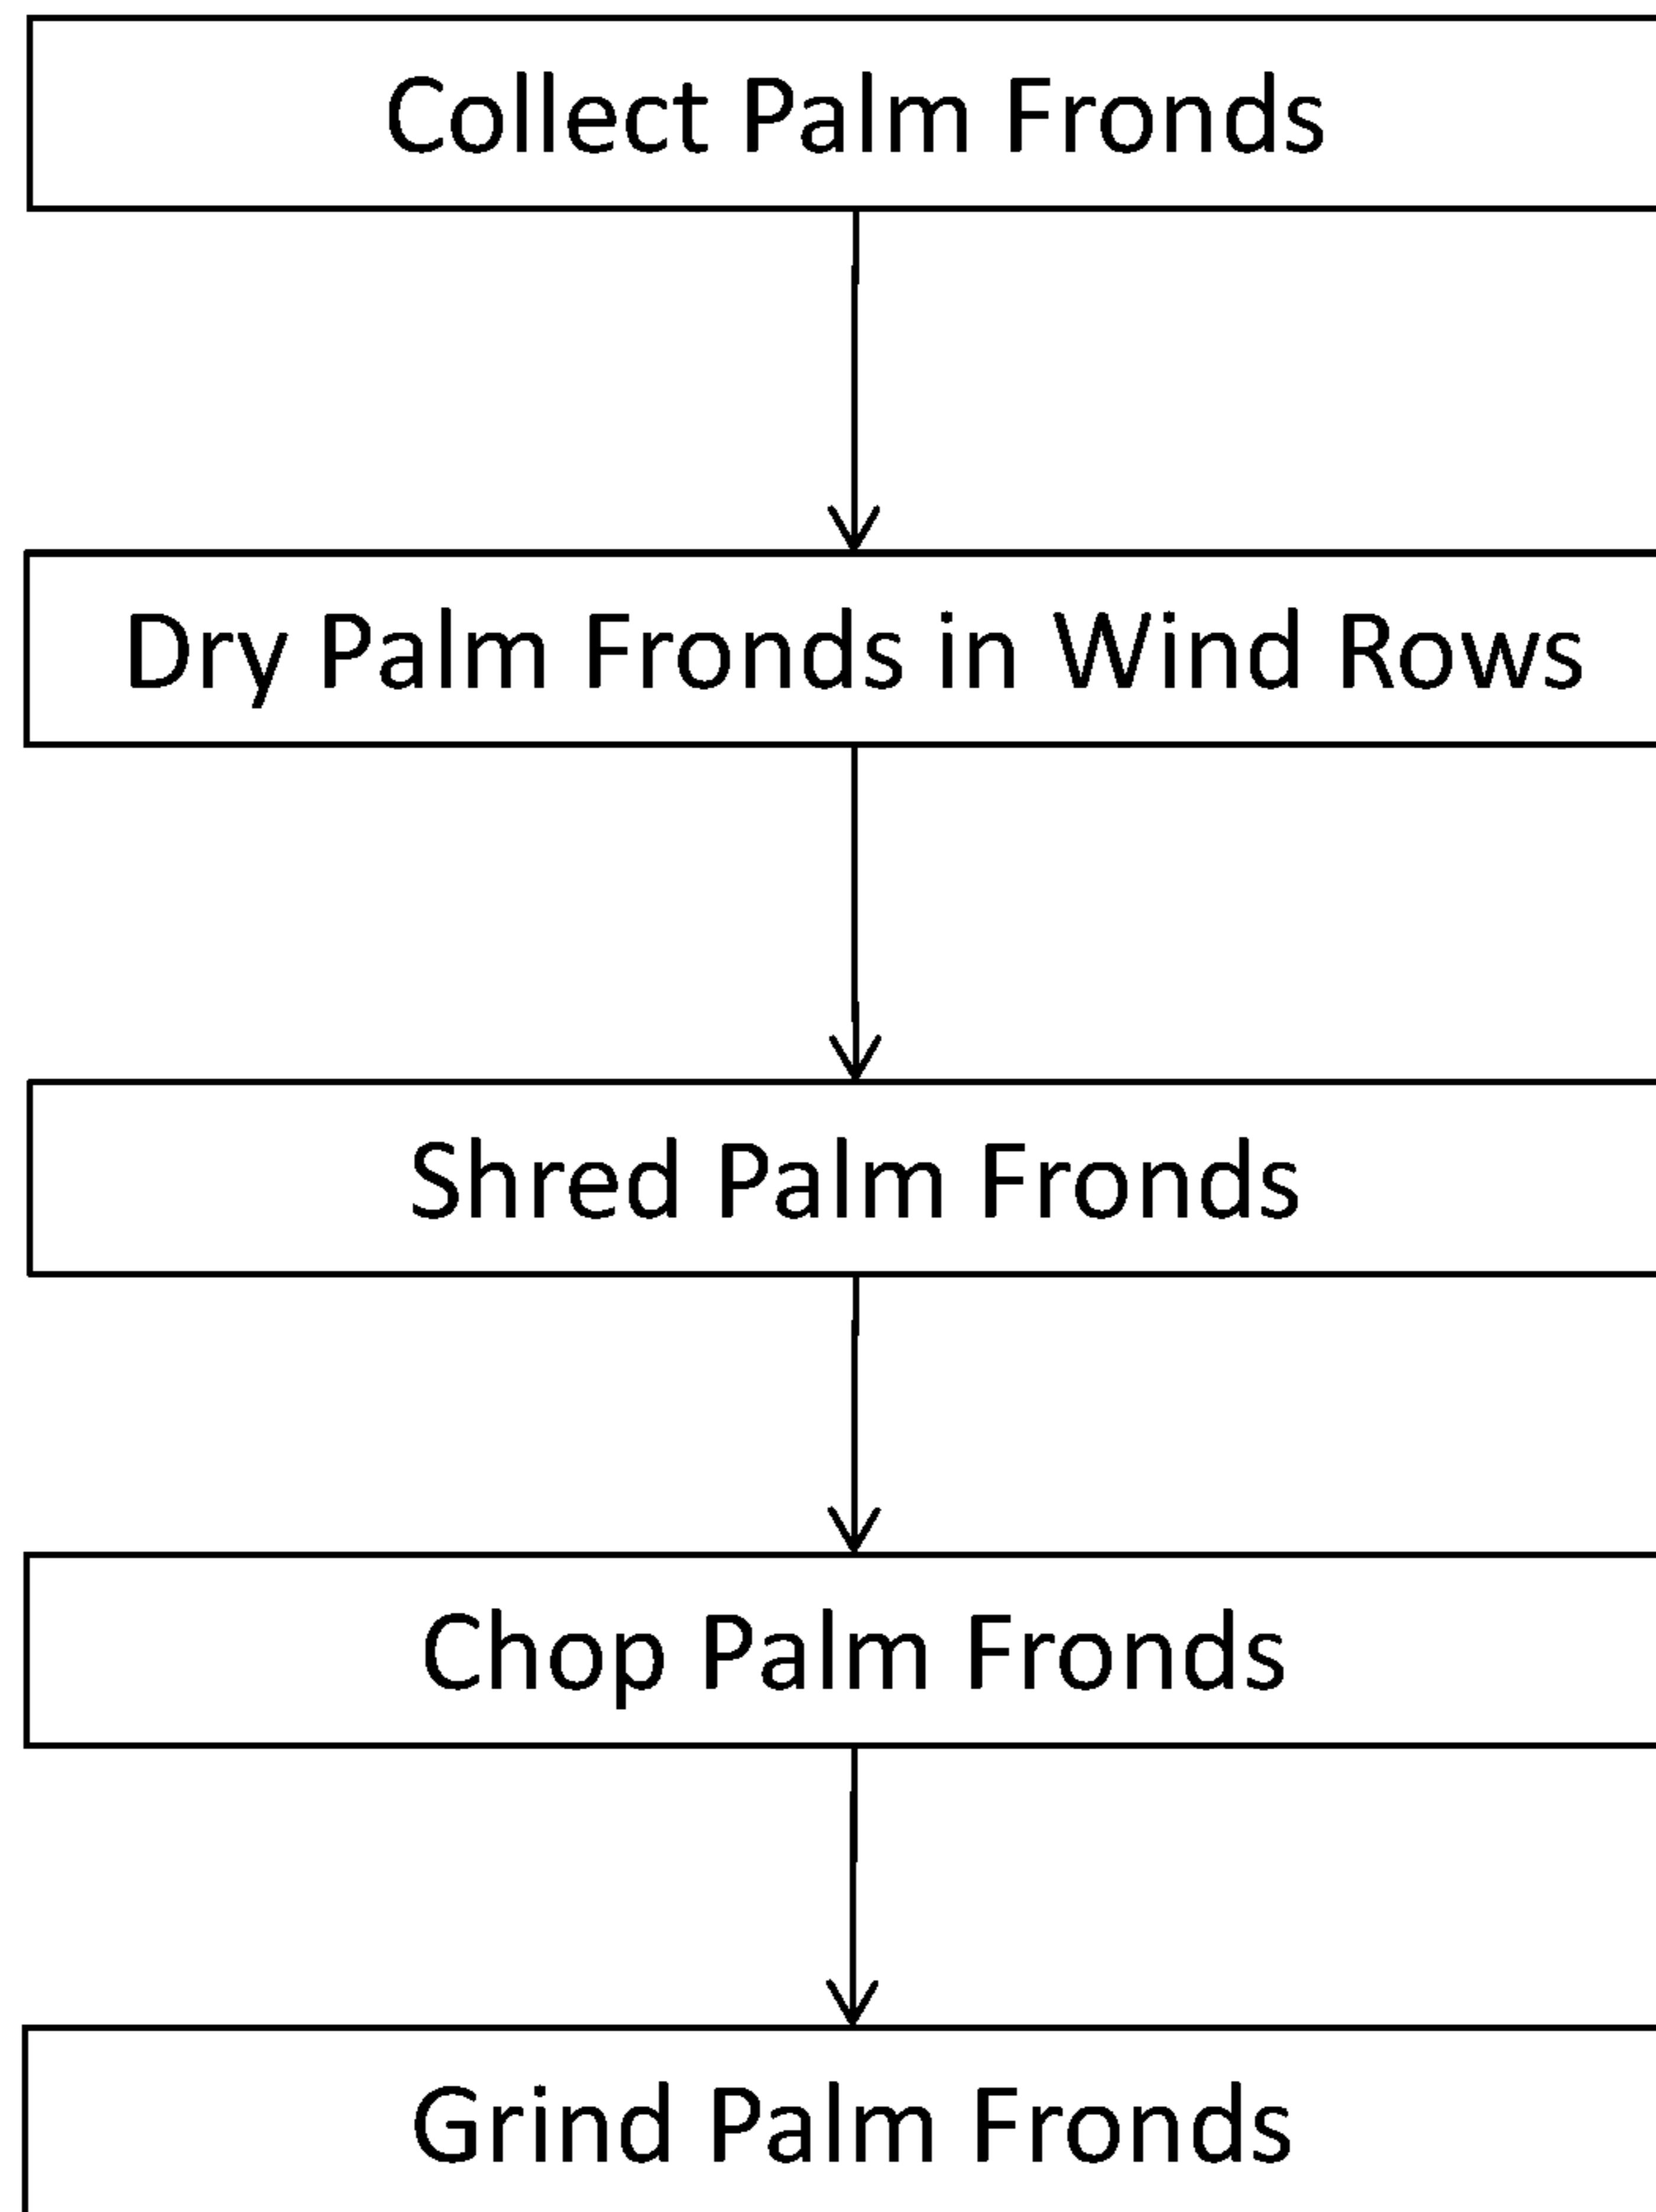 Collect Palm Fronds
Dry Palm Fronds in Wind Rows
Shred Palm Fronds
Chop Palm Fronds
Grind Palm Fronds